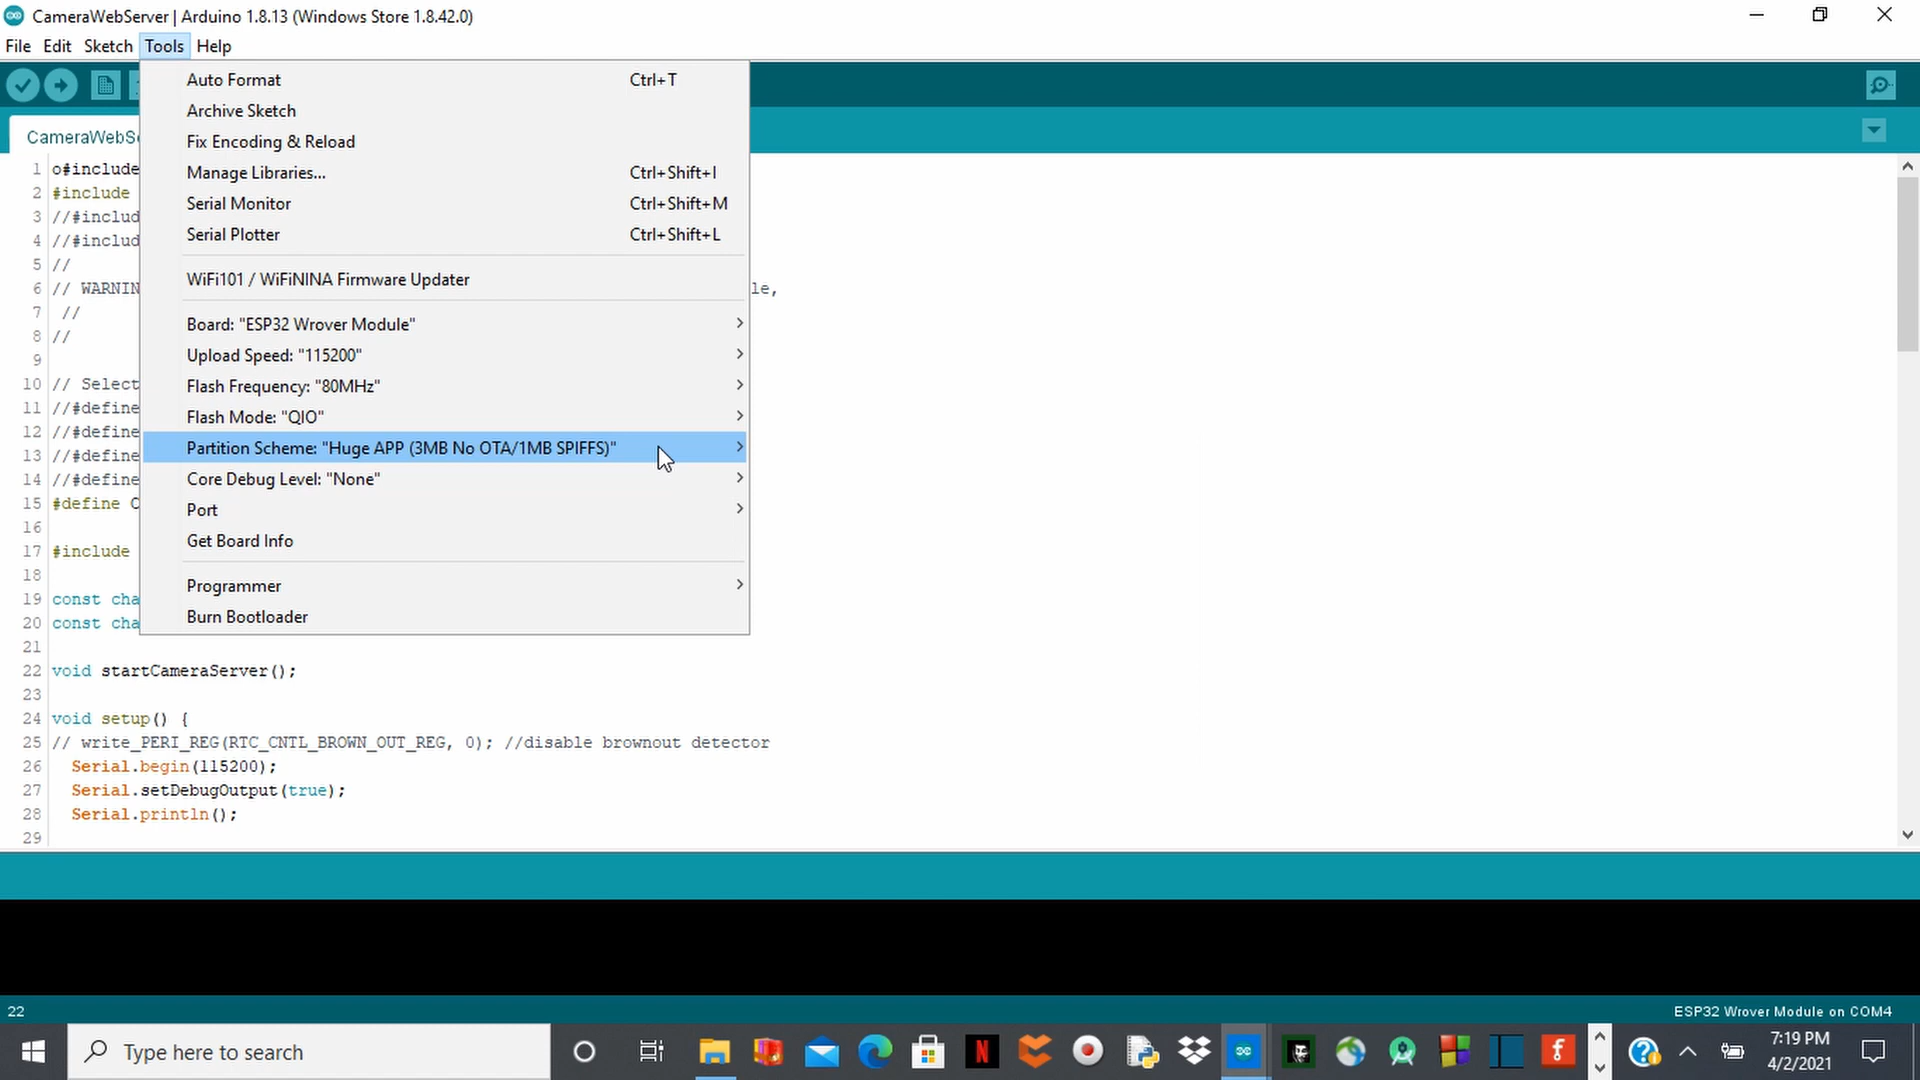 CameraWebServer | Arduino 1.8.13 (Windows Store 1.8.42.0)
File Edit Sketch Tools Help
Auto Format Ctrl+T
Archive Sketch
Fix Encoding & Reload
Manage Libraries... Ctrl+Shift+I
Serial Monitor Ctrl+Shift+M
Serial Plotter Ctrl+Shift+L
WiFi101 / WiFiNINA Firmware Updater
Board: "ESP32 Wrover Module"
Upload Speed: "115200"
Flash Frequency: "80MHz"
Flash Mode: "QIO"
Partition Scheme: "Huge APP (3MB No OTA/1MB SPIFFS)"
Core Debug Level: "None"
Port
Get Board Info
Programmer
Burn Bootloader
CameraWebSe
1 o#include
2 #include
3 //#includ
4 //#includ
5 //
6 // WARNIN le,
7 //
8 //
9
10 // Select
11 //#define
12 //#define
13 //#define
14 //#define
15 #define C
16
17 #include
18
19 const cha
20 const cha
21
22 void startCameraServer();
23
24 void setup() {
25 // write_PERI_REG(RTC_CNTL_BROWN_OUT_REG, 0); //disable brownout detector
26 Serial.begin(115200);
27 Serial.setDebugOutput(true);
28 Serial.println();
29
22 ESP32 Wrover Module on COM4
Type here to search
7:19 PM
4/2/2021